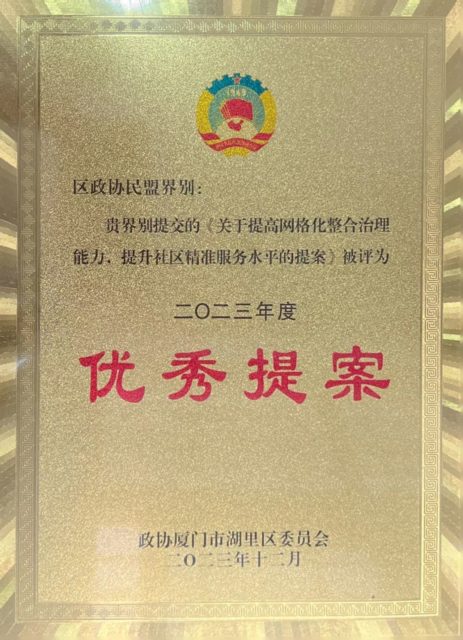 1949
区政协民盟界别：
贵界别提交的《关于提高网格化整合治理
能力、提升社区精准服务水平的提案》被评为
二〇二三年度
优秀提案
政协厦门市湖里区委员会
二〇二三年十二月